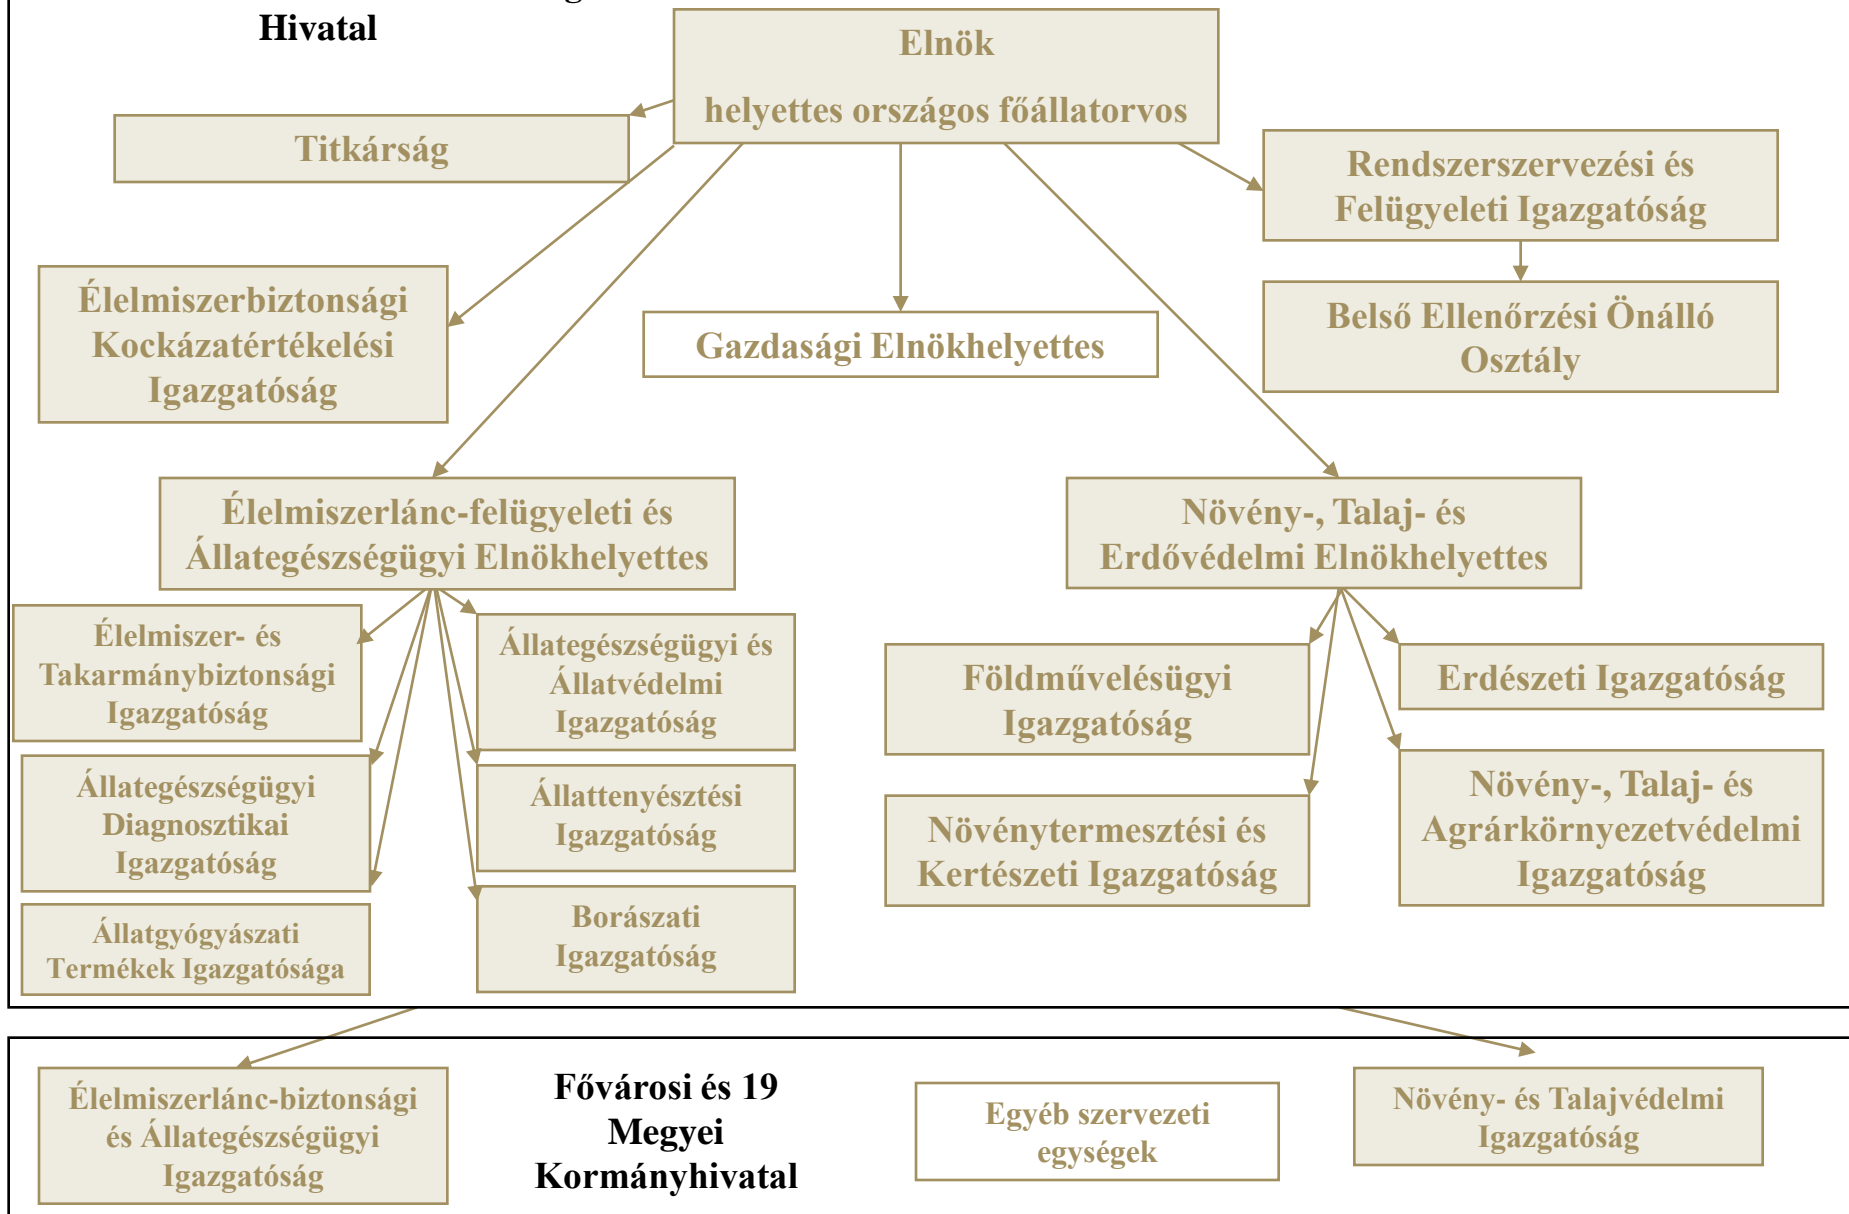 Hivatal
Elnök
helyettes országos főállatorvos
Titkárság
Rendszerszervezési és
Felügyeleti Igazgatóság
Élelmiszerbiztonsági
Kockázatértékelési
Igazgatóság
Gazdasági Elnökhelyettes
Belső Ellenőrzési Önálló
Osztály
Élelmiszerlánc-felügyeleti és
Állategészségügyi Elnökhelyettes
Növény-, Talaj- és
Erdővédelmi Elnökhelyettes
Élelmiszer- és
Takarmánybiztonsági
Igazgatóság
Állategészségügyi és
Állatvédelmi
Igazgatóság
Földművelésügyi
Igazgatóság
Erdészeti Igazgatóság
Állategészségügyi
Diagnosztikai
Igazgatóság
Állattenyésztési
Igazgatóság
Növénytermesztési és
Kertészeti Igazgatóság
Növény-, Talaj- és
Agrárkörnyezetvédelmi
Igazgatóság
Állatgyógyászati
Termékek Igazgatósága
Borászati
Igazgatóság
Élelmiszerlánc-biztonsági
és Állategészségügyi
Igazgatóság
Fővárosi és 19
Megyei
Kormányhivatal
Egyéb szervezeti
egységek
Növény- és Talajvédelmi
Igazgatóság